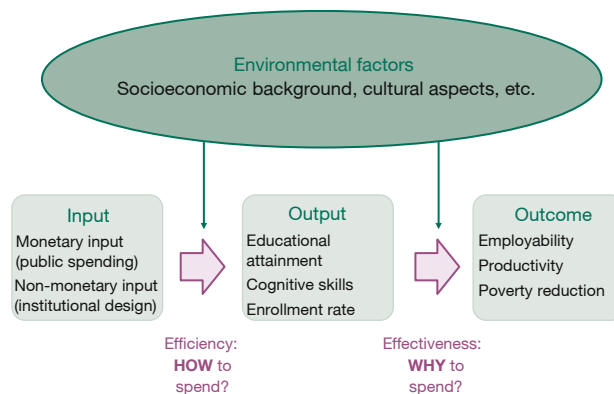 Environmental factors
Socioeconomic background, cultural aspects, etc.
Input
Monetary input
(public spending)
Non-monetary input
(institutional design)
Output
Educational
attainment
Cognitive skills
Enrollment rate
Outcome
Employability
Productivity
Poverty reduction
Efficiency:
HOW to
spend?
Effectiveness:
WHY to
spend?